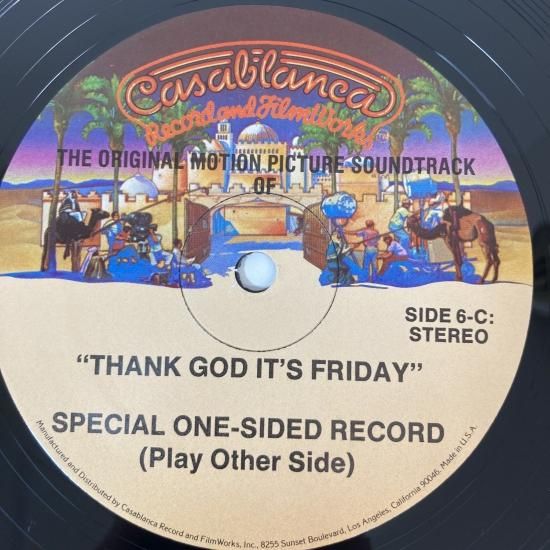 Casablanca
Record and FilmWorks
THE ORIGINAL MOTION PICTURE SOUNDTRACK
OF
SIDE 6-C:
STEREO
"THANK GOD IT'S FRIDAY"
SPECIAL ONE-SIDED RECORD
(Play Other Side)
Manufactured and Distributed by Casablanca Record and FilmWorks, Inc., 8255 Sunset Boulevard, Los Angeles, California 90046. Made in U.S.A.